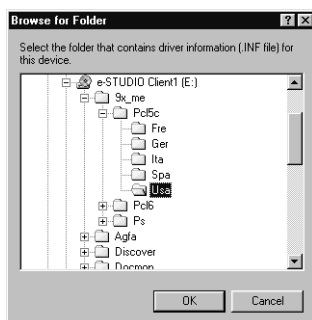 Browse for Folder
Select the folder that contains driver information (.INF file) for
this device.
e-STUDIO Client1 (E:)
9x_me
Pcl5c
Fre
Ger
Ita
Spa
Usa
Pcl6
Ps
Agfa
Discover
Docmon
OK
Cancel